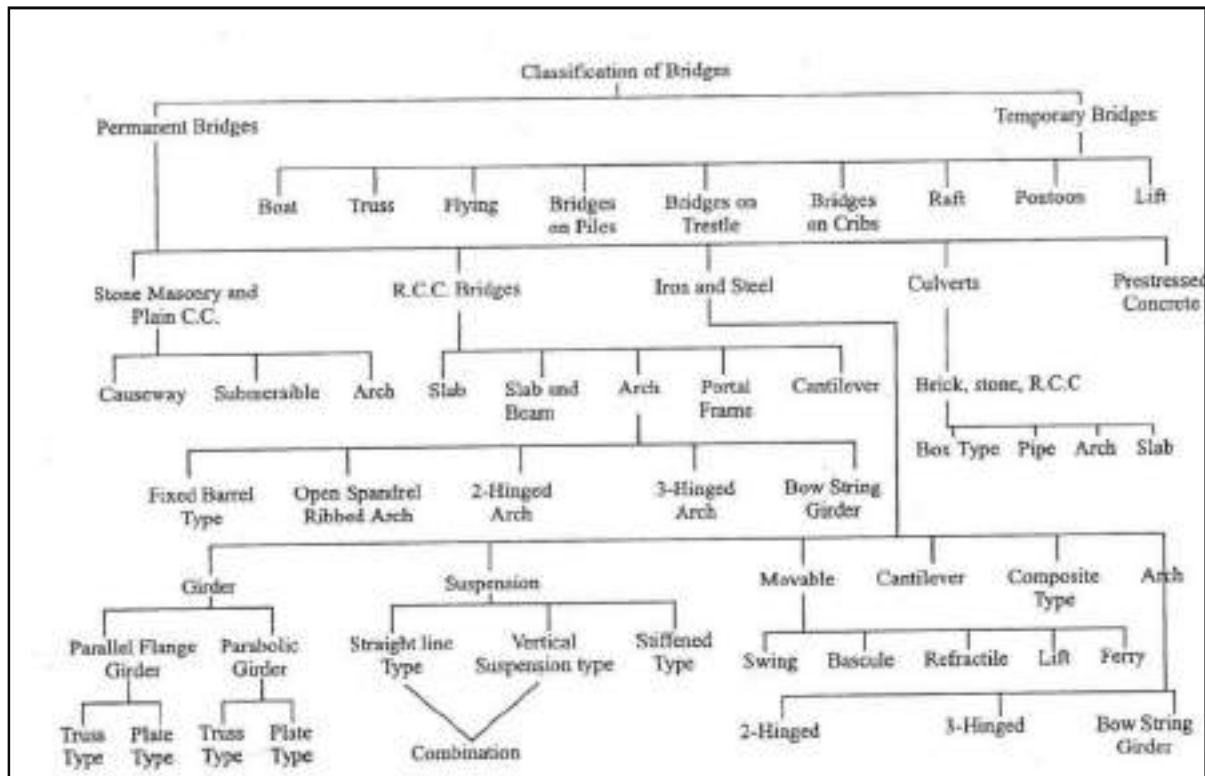 Classification of Bridges
Permanent Bridges
Temporary Bridges
Boat
Truss
Flying
Bridges
on Piles
Bridges on
Trestle
Bridges
on Cribs
Raft
Pontoon
Lift
Stone Masonry and
Plain C.C.
R.C.C. Bridges
Iron and Steel
Culverts
Prestressed
Concrete
Causeway
Submersible
Arch
Slab
Slab and
Beam
Arch
Portal
Frame
Cantilever
Brick, stone, R.C.C
Box Type
Pipe
Arch
Slab
Fixed Barrel
Type
Open Spandrel
Ribbed Arch
2-Hinged
Arch
3-Hinged
Arch
Bow String
Girder
Girder
Suspension
Movable
Cantilever
Composite
Type
Arch
Parallel Flange
Girder
Parabolic
Girder
Straight line
Type
Vertical
Suspension type
Stiffened
Type
Swing
Bascule
Refractile
Lift
Ferry
Truss
Type
Plate
Type
Truss
Type
Plate
Type
Combination
2-Hinged
3-Hinged
Bow String
Girder